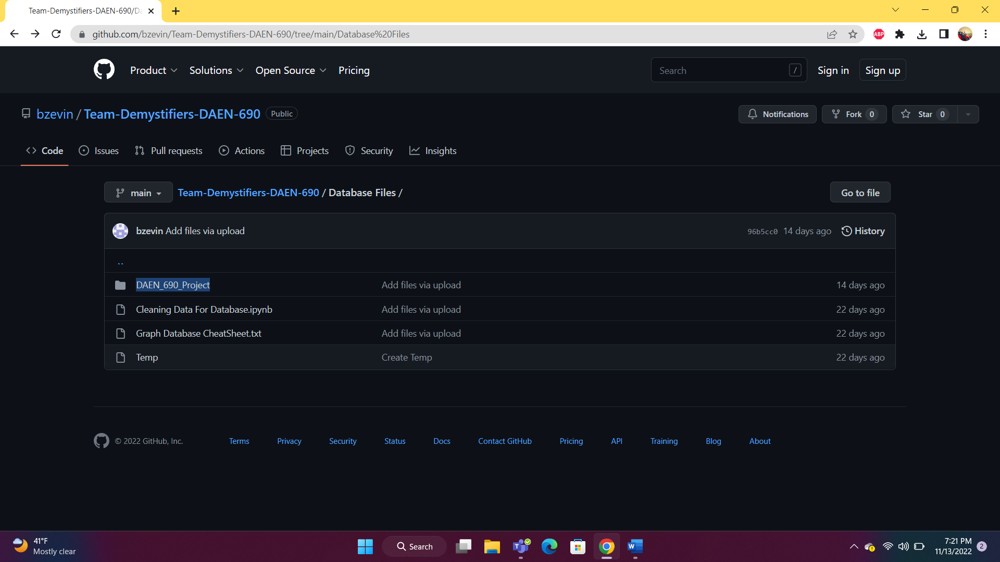 Team-Demystifiers-DAEN-690/Da
github.com/bzevin/Team-Demystifiers-DAEN-690/tree/main/Database%20Files
ABP
Product Solutions Open Source Pricing
Search /
Sign in Sign up
bzevin / Team-Demystifiers-DAEN-690 Public
Notifications Fork 0 Star 0
Code Issues Pull requests Actions Projects Security Insights
main Team-Demystifiers-DAEN-690 / Database Files / Go to file
bzevin Add files via upload 96b5cc0 14 days ago History
..
DAEN_690_Project Add files via upload 14 days ago
Cleaning Data For Database.ipynb Add files via upload 22 days ago
Graph Database CheatSheet.txt Add files via upload 22 days ago
Temp Create Temp 22 days ago
© 2022 GitHub, Inc. Terms Privacy Security Status Docs Contact GitHub Pricing API Training Blog About
41°F
Mostly clear
Search
7:21 PM
11/13/2022
2